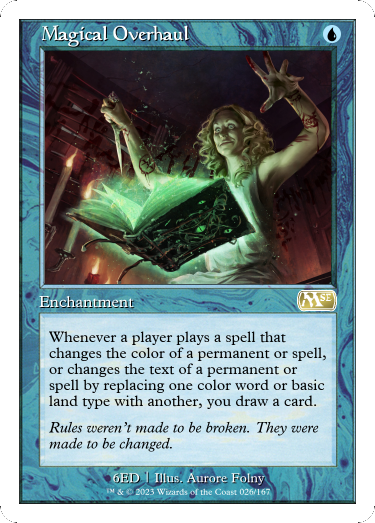 Magical Overhaul
Enchantment
MSE
Whenever a player plays a spell that
changes the color of a permanent or spell,
or changes the text of a permanent or
spell by replacing one color word or basic
land type with another, you draw a card.
Rules weren't made to be broken. They were
made to be changed.
6ED | Illus. Aurore Folny
™ & © 2023 Wizards of the Coast 026/167